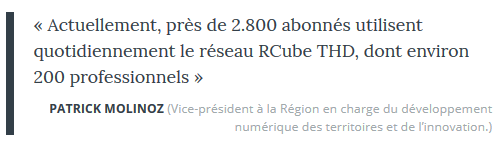 « Actuellement, près de 2.800 abonnés utilisent
quotidiennement le réseau RCube THD, dont environ
200 professionnels »
PATRICK MOLINOZ (Vice-président à la Région en charge du développement
numérique des territoires et de l'innovation.)